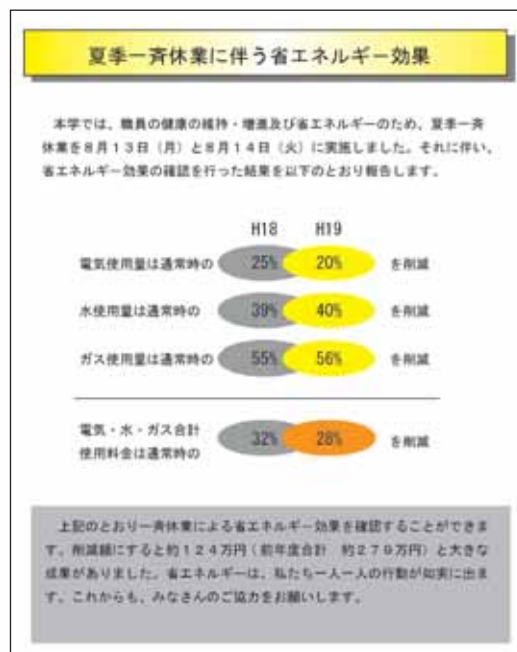 夏季一斉休業に伴う省エネルギー効果
本学では、職員の健康の維持・増進及び省エネルギーのため、夏季一斉
休業を8月13日(月)と8月14日(火)に実施しました。それに伴い、
省エネルギー効果の確認を行った結果を以下のとおり報告します。
H18 H19
電気使用量は通常時の 25% 20% を削減
水使用量は通常時の 39% 40% を削減
ガス使用量は通常時の 55% 56% を削減
電気・水・ガス合計
使用料金は通常時の 32% 28% を削減
上記のとおり一斉休業による省エネルギー効果を確認することができま
す。削減額にすると約124万円(前年度合計 約279万円)と大きな
成果がありました。省エネルギーは、私たち一人一人の行動が如実に出ま
す。これからも、みなさんのご協力をお願いします。